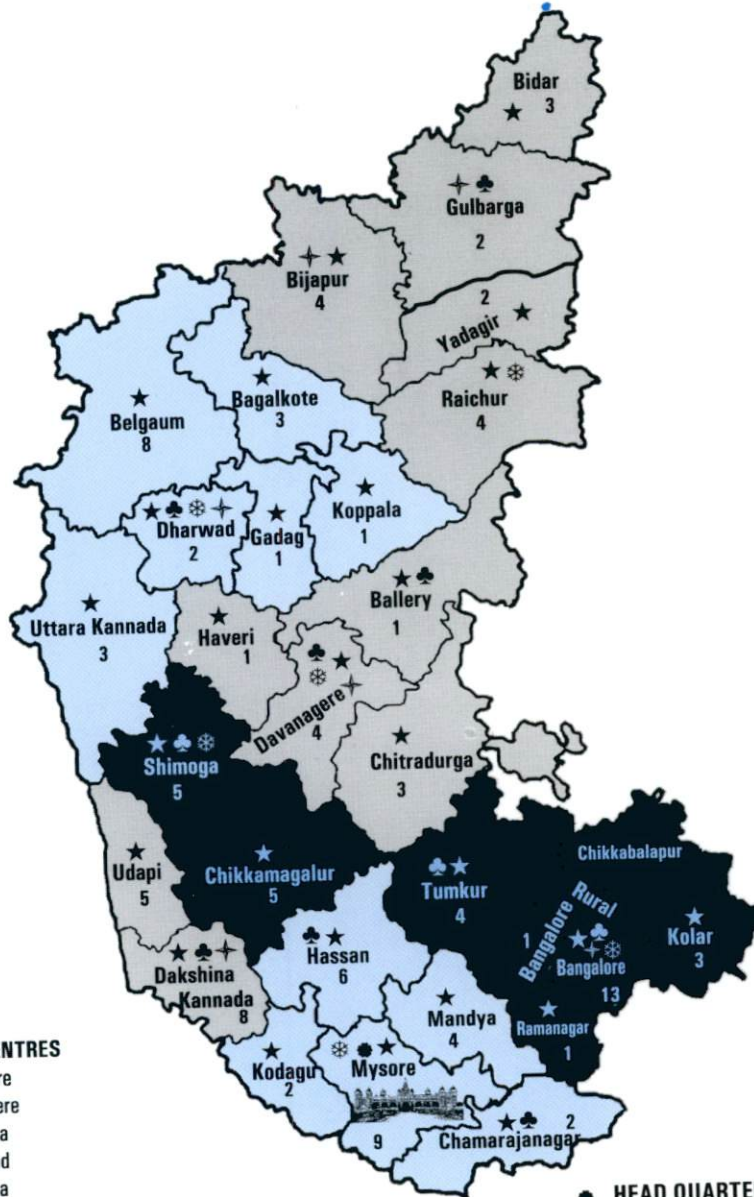 Bidar
3
Gulbarga
2
Bijapur
4
2
Yadagir
Raichur
4
Belgaum
8
Bagalkote
3
Koppala
1
Dharwad
2
Gadag
1
Ballery
1
Uttara Kannada
3
Haveri
1
Davanagere
4
Chitradurga
3
Shimoga
5
Chikkamagalur
5
Udapi
5
Tumkur
4
Chikkabalapur
Bangalore Rural
1
Bangalore
13
Kolar
3
Ramanagar
1
Hassan
6
Dakshina
Kannada
8
Mandya
4
Kodagu
2
Mysore
9
Chamarajanagar
2